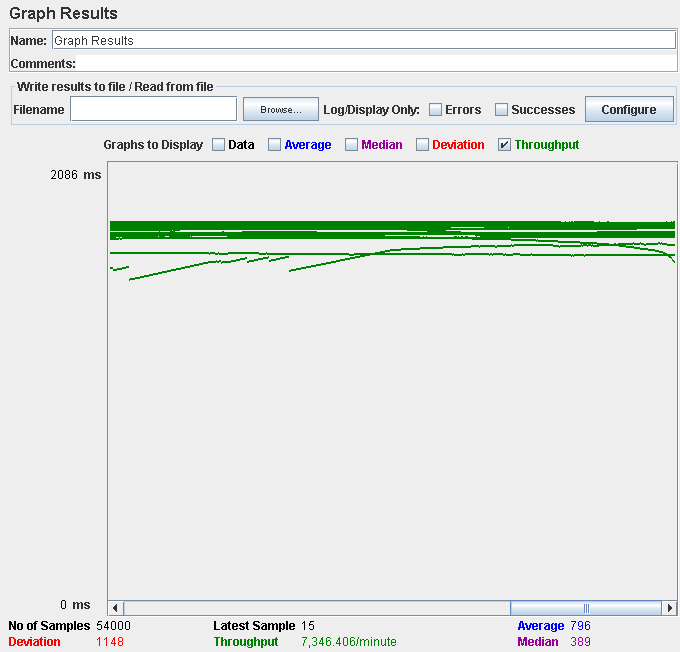 Graph Results
Name: Graph Results
Comments:
Write results to file / Read from file
Filename Browse... Log/Display Only: Errors Successes Configure
Graphs to Display Data Average Median Deviation Throughput
2086 ms
0 ms
No of Samples 54000 Latest Sample 15 Average 796
Deviation 1148 Throughput 7,346.406/minute Median 389